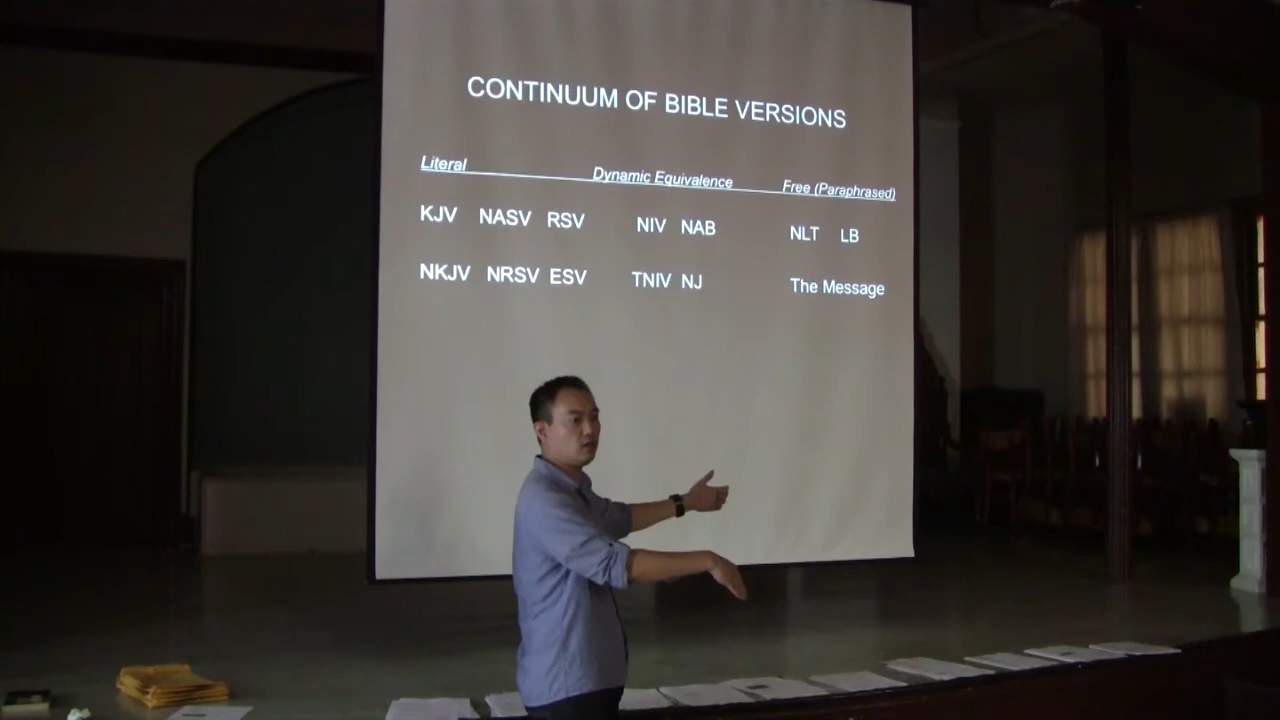 CONTINUUM OF BIBLE VERSIONS
Literal Dynamic Equivalence Free (Paraphrased)
KJV NASV RSV NIV NAB NLT LB
NKJV NRSV ESV TNIV NJ The Message